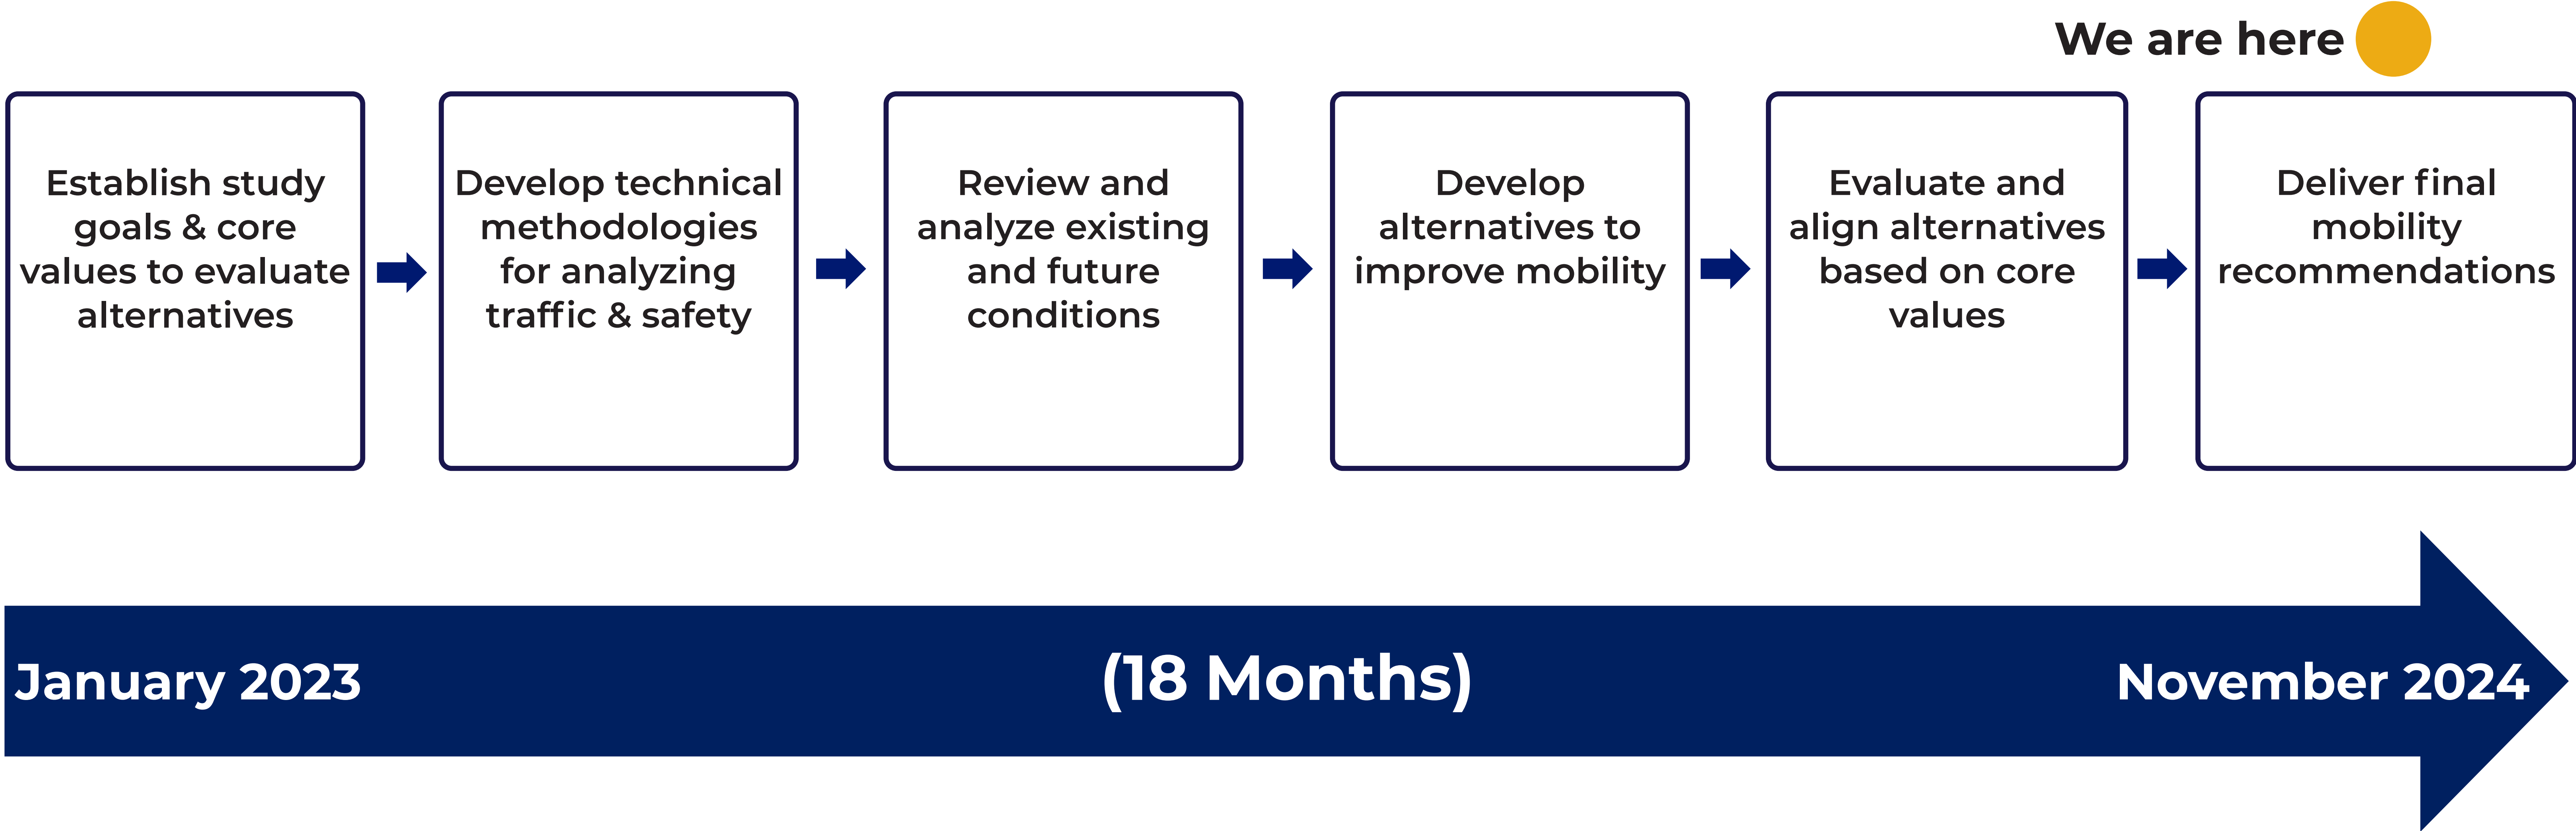 We are here
Establish study
goals & core
values to evaluate
alternatives
Develop technical
methodologies
for analyzing
traffic & safety
Review and
analyze existing
and future
conditions
Develop
alternatives to
improve mobility
Evaluate and
align alternatives
based on core
values
Deliver final
mobility
recommendations
January 2023
(18 Months)
November 2024